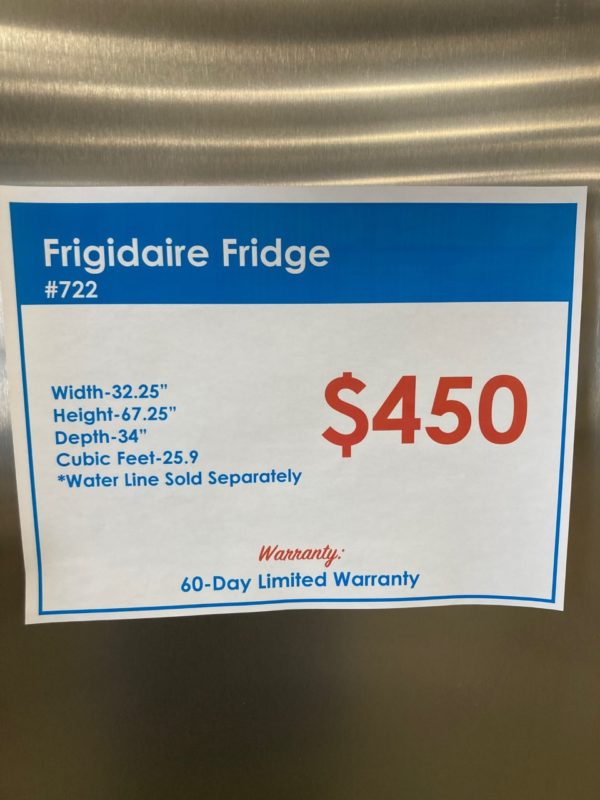 Frigidaire Fridge
#722
Width-32.25”
Height-67.25”
Depth-34”
Cubic Feet-25.9
*Water Line Sold Separately
$450
Warranty:
60-Day Limited Warranty